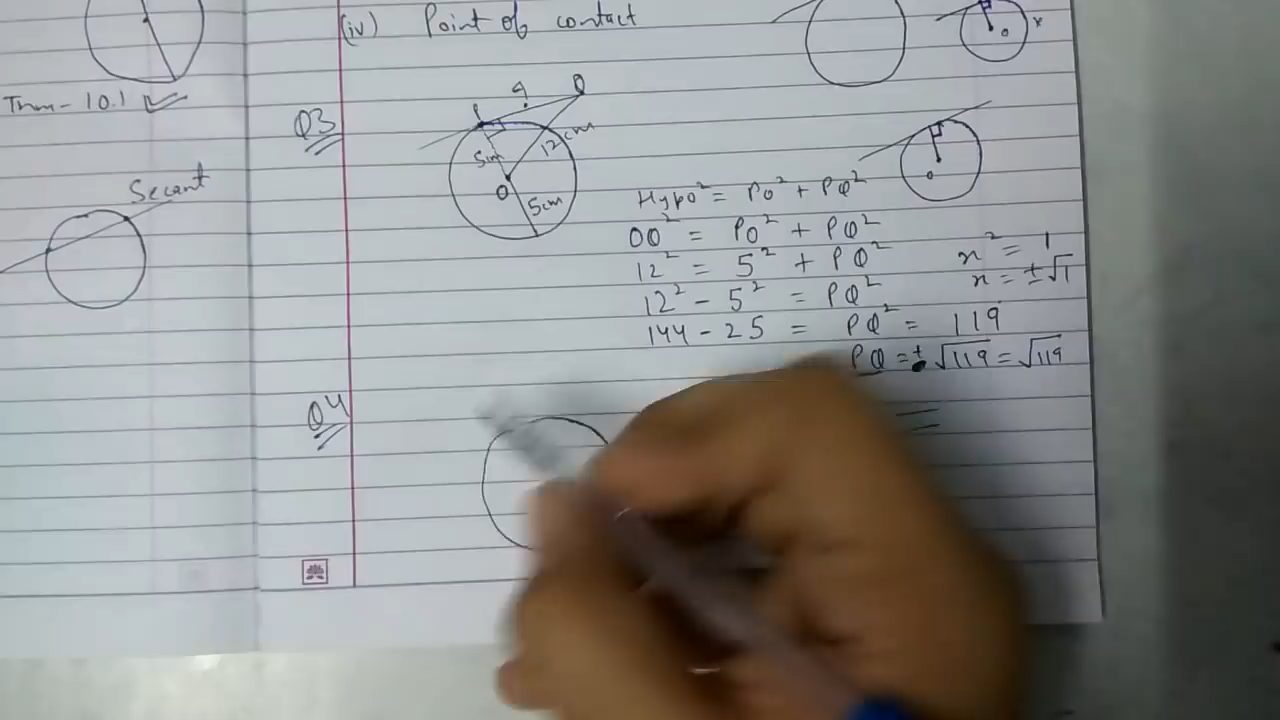 (iv) Point of contact
Thm - 10.1
Q3
P
Q
12cm
5cm
O
5cm
o
x
o
Secant
Hypo² = PO² + PQ²
OQ² = PO² + PQ²
12² = 5² + PQ²
12² - 5² = PQ²
144 - 25 = PQ² = 119
PQ = ± √119 = √119
x² = 1
x = ± √1
Q4